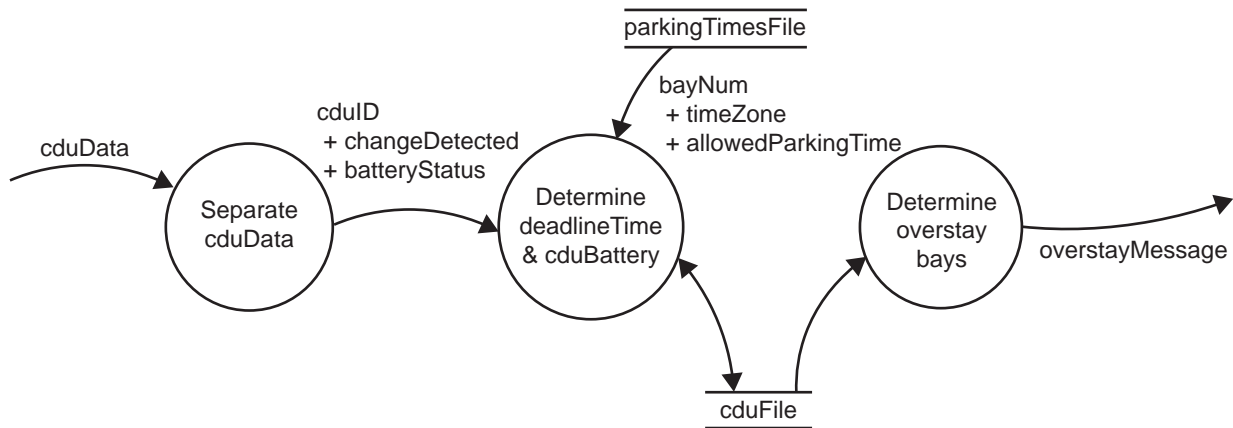 parkingTimesFile
cduData
cduID
+ changeDetected
+ batteryStatus
bayNum
+ timeZone
+ allowedParkingTime
Separate
cduData
Determine
deadlineTime
& cduBattery
Determine
overstay
bays
overstayMessage
cduFile